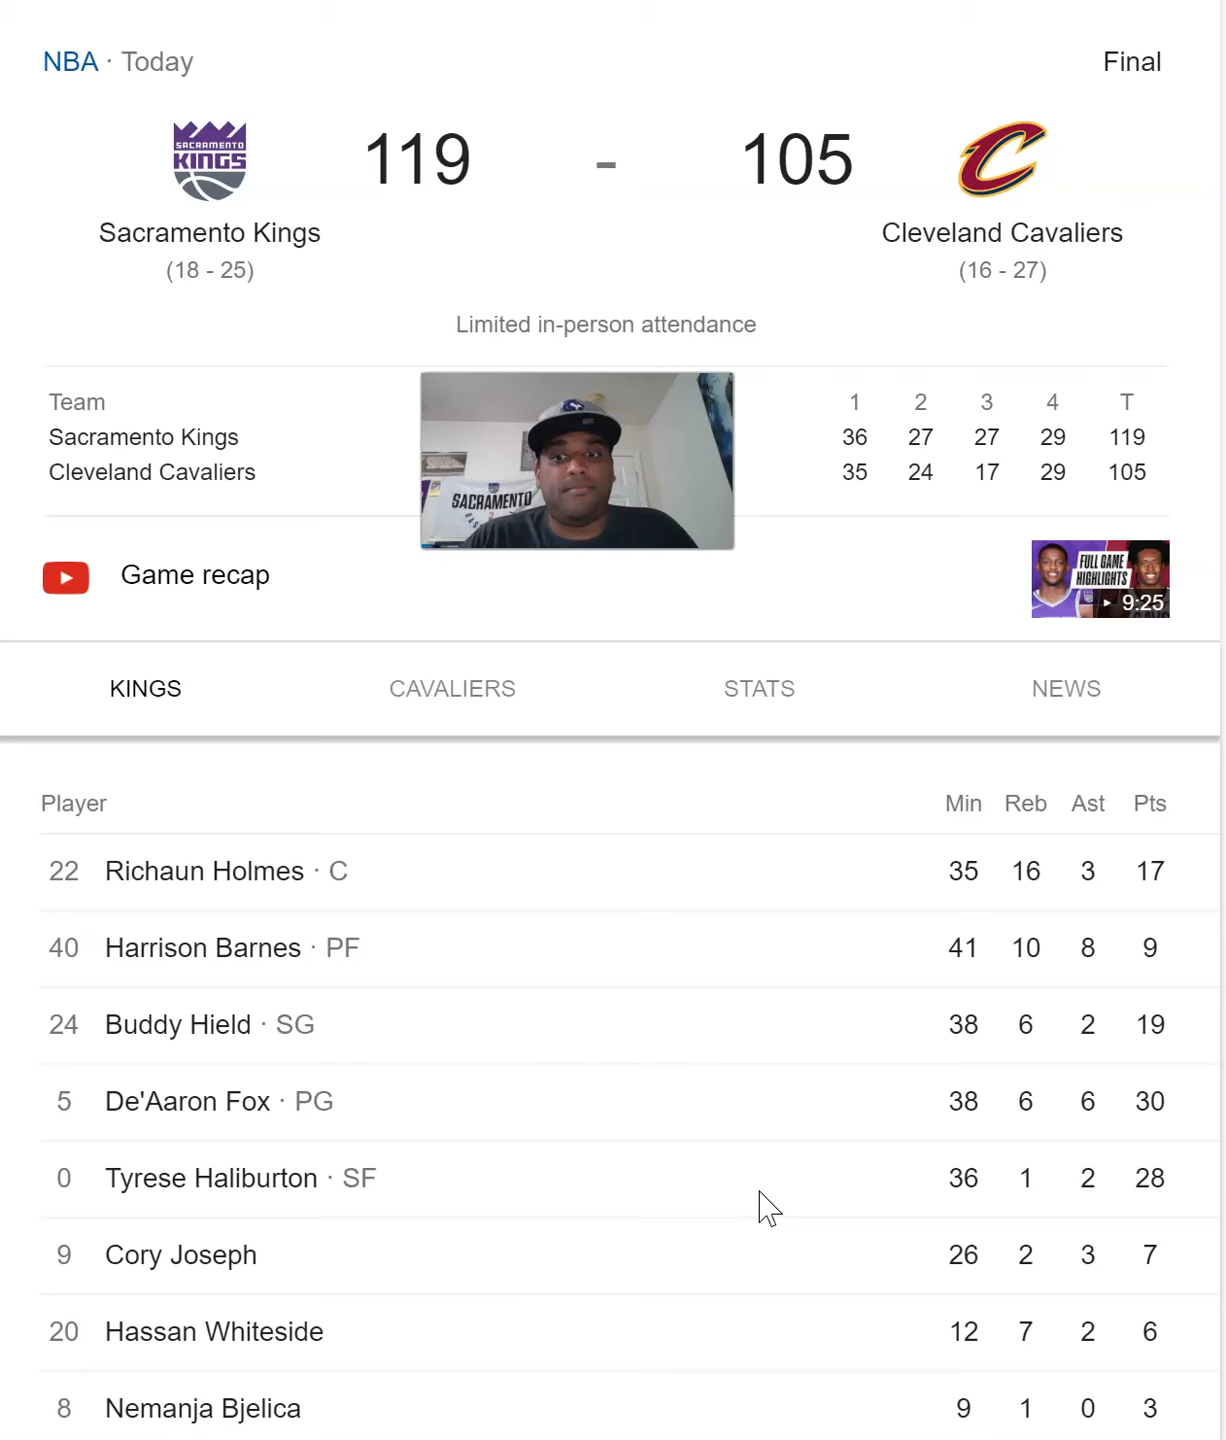 NBA · Today
Final
SACRAMENTO
KINGS
119 - 105
Sacramento Kings
Cleveland Cavaliers
(18 - 25)
(16 - 27)
Limited in-person attendance
Team 1 2 3 4 T
Sacramento Kings 36 27 27 29 119
Cleveland Cavaliers 35 24 17 29 105
SACRAMENTO
Game recap
FULL GAME
HIGHLIGHTS
9:25
KINGS CAVALIERS STATS NEWS
Player Min Reb Ast Pts
22 Richaun Holmes · C 35 16 3 17
40 Harrison Barnes · PF 41 10 8 9
24 Buddy Hield · SG 38 6 2 19
5 De'Aaron Fox · PG 38 6 6 30
0 Tyrese Haliburton · SF 36 1 2 28
9 Cory Joseph 26 2 3 7
20 Hassan Whiteside 12 7 2 6
8 Nemanja Bjelica 9 1 0 3